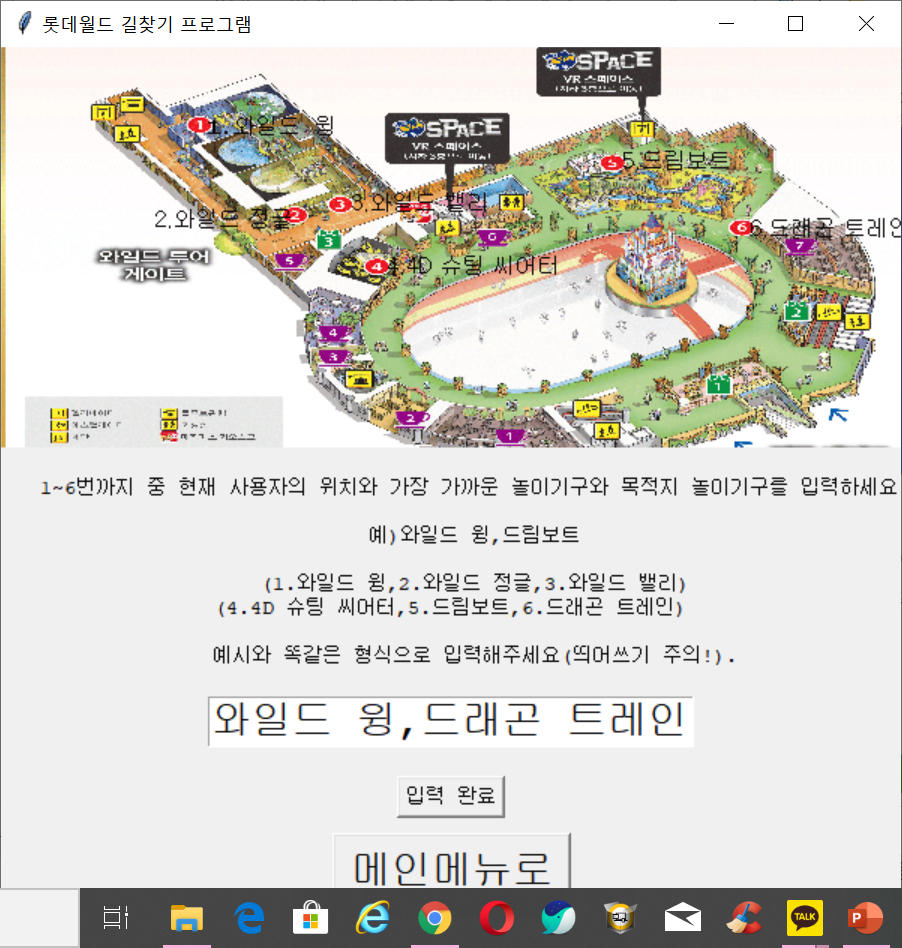 롯데월드 길찾기 프로그램
SPACE
VR 스페이스
SPACE
VR 스페이스
1. 와일드 윙
5.드림보트
2.와일드 정글
3.와일드 밸리
6.드래곤 트레인
와일드 투어
게이트
4.4D 슈팅 씨어터
1~6번까지 중 현재 사용자의 위치와 가장 가까운 놀이기구와 목적지 놀이기구를 입력하세요
예)와일드 윙,드림보트
(1.와일드 윙,2.와일드 정글,3.와일드 밸리)
(4.4D 슈팅 씨어터,5.드림보트,6.드래곤 트레인)
예시와 똑같은 형식으로 입력해주세요(띄어쓰기 주의!).
와일드 윙,드래곤 트레인
입력 완료
메인메뉴로
TALK